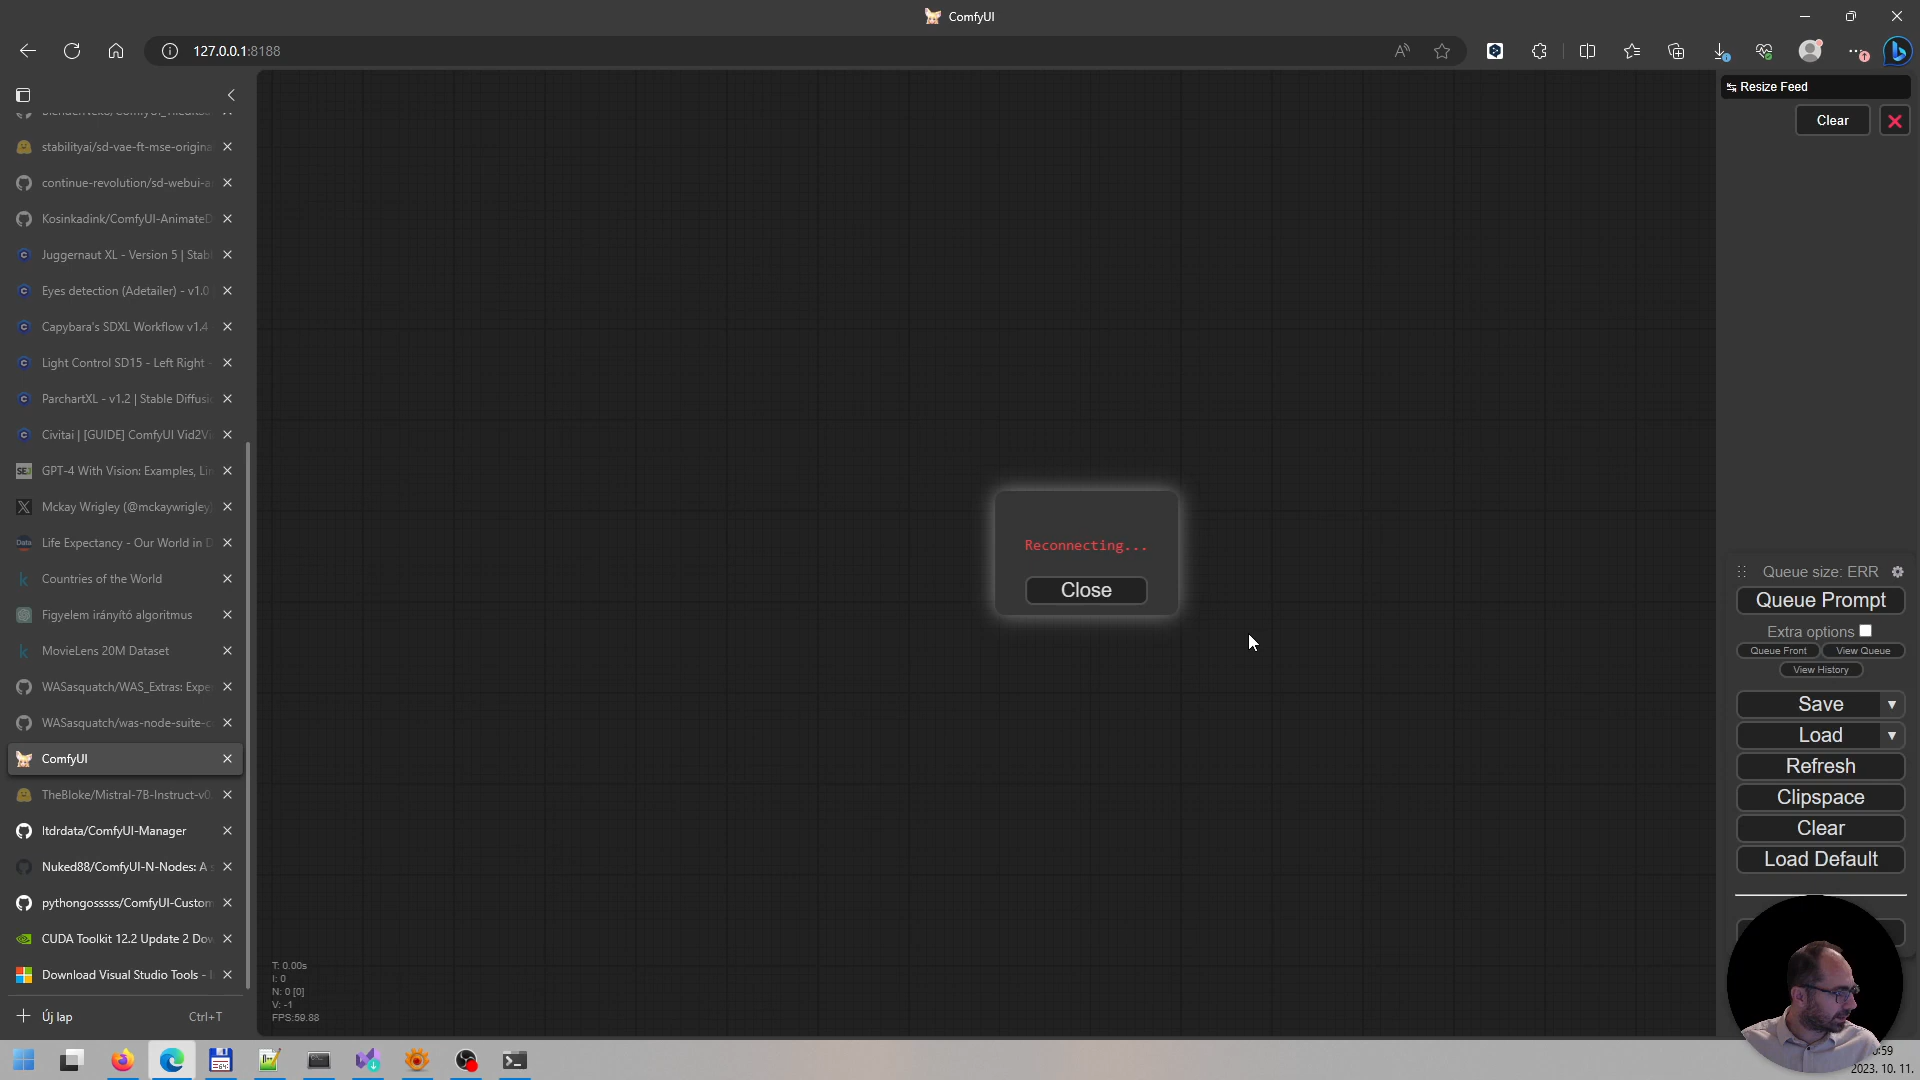 ComfyUI
127.0.0.1:8188
Resize Feed
Clear
stabilityai/sd-vae-ft-mse-origina
continue-revolution/sd-webui-a
Kosinkadink/ComfyUI-AnimateD
Juggernaut XL - Version 5 | Stab
Eyes detection (Adetailer) - v1.0
Capybara's SDXL Workflow v1.4
Light Control SD15 - Left Right -
ParchartXL - v1.2 | Stable Diffusi
Civitai | [GUIDE] ComfyUI Vid2Vi
GPT-4 With Vision: Examples, Li
Mckay Wrigley (@mckaywrigley)
Life Expectancy - Our World in D
Countries of the World
Figyelem irányító algoritmus
MovieLens 20M Dataset
WASasquatch/WAS_Extras: Expe
WASasquatch/was-node-suite-c
ComfyUI
TheBloke/Mistral-7B-Instruct-v0.
ltdrdata/ComfyUI-Manager
Nuked88/ComfyUI-N-Nodes: A s
pythongosssss/ComfyUI-Custom
CUDA Toolkit 12.2 Update 2 Dow
Download Visual Studio Tools - I
Új lap Ctrl+T
Reconnecting...
Close
Queue size: ERR
Queue Prompt
Extra options
Queue Front View Queue
View History
Save
Load
Refresh
Clipspace
Clear
Load Default
T: 0.00s
I: 0
N: 0 [0]
V: -1
FPS:59.88
:59
2023. 10. 11.